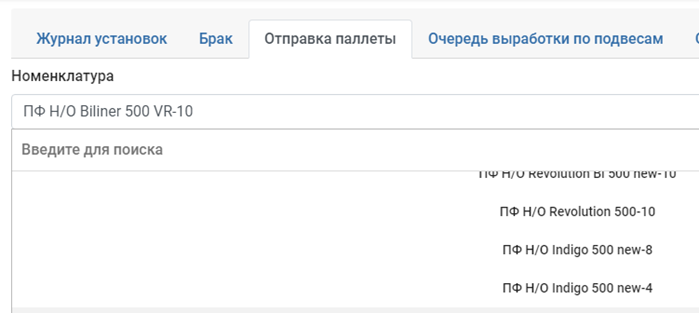 Журнал установок Брак Отправка паллеты Очередь выработки по подвесам
Номенклатура
ПФ Н/О Biliner 500 VR-10
Введите для поиска
ПФ Н/О Revolution Bi 500 new-10
ПФ Н/О Revolution 500-10
ПФ Н/О Indigo 500 new-8
ПФ Н/О Indigo 500 new-4